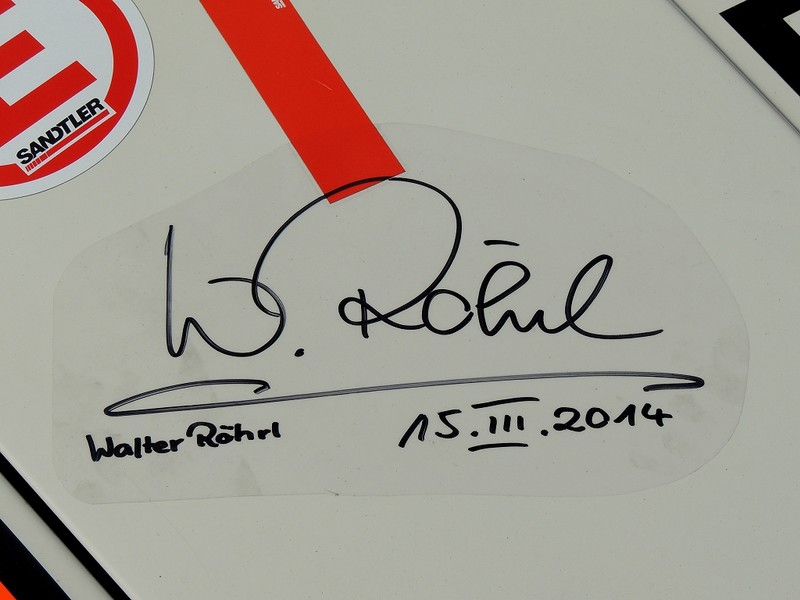 E
SANDTLER
W. Röhrl
Walter Röhrl
15.III.2014